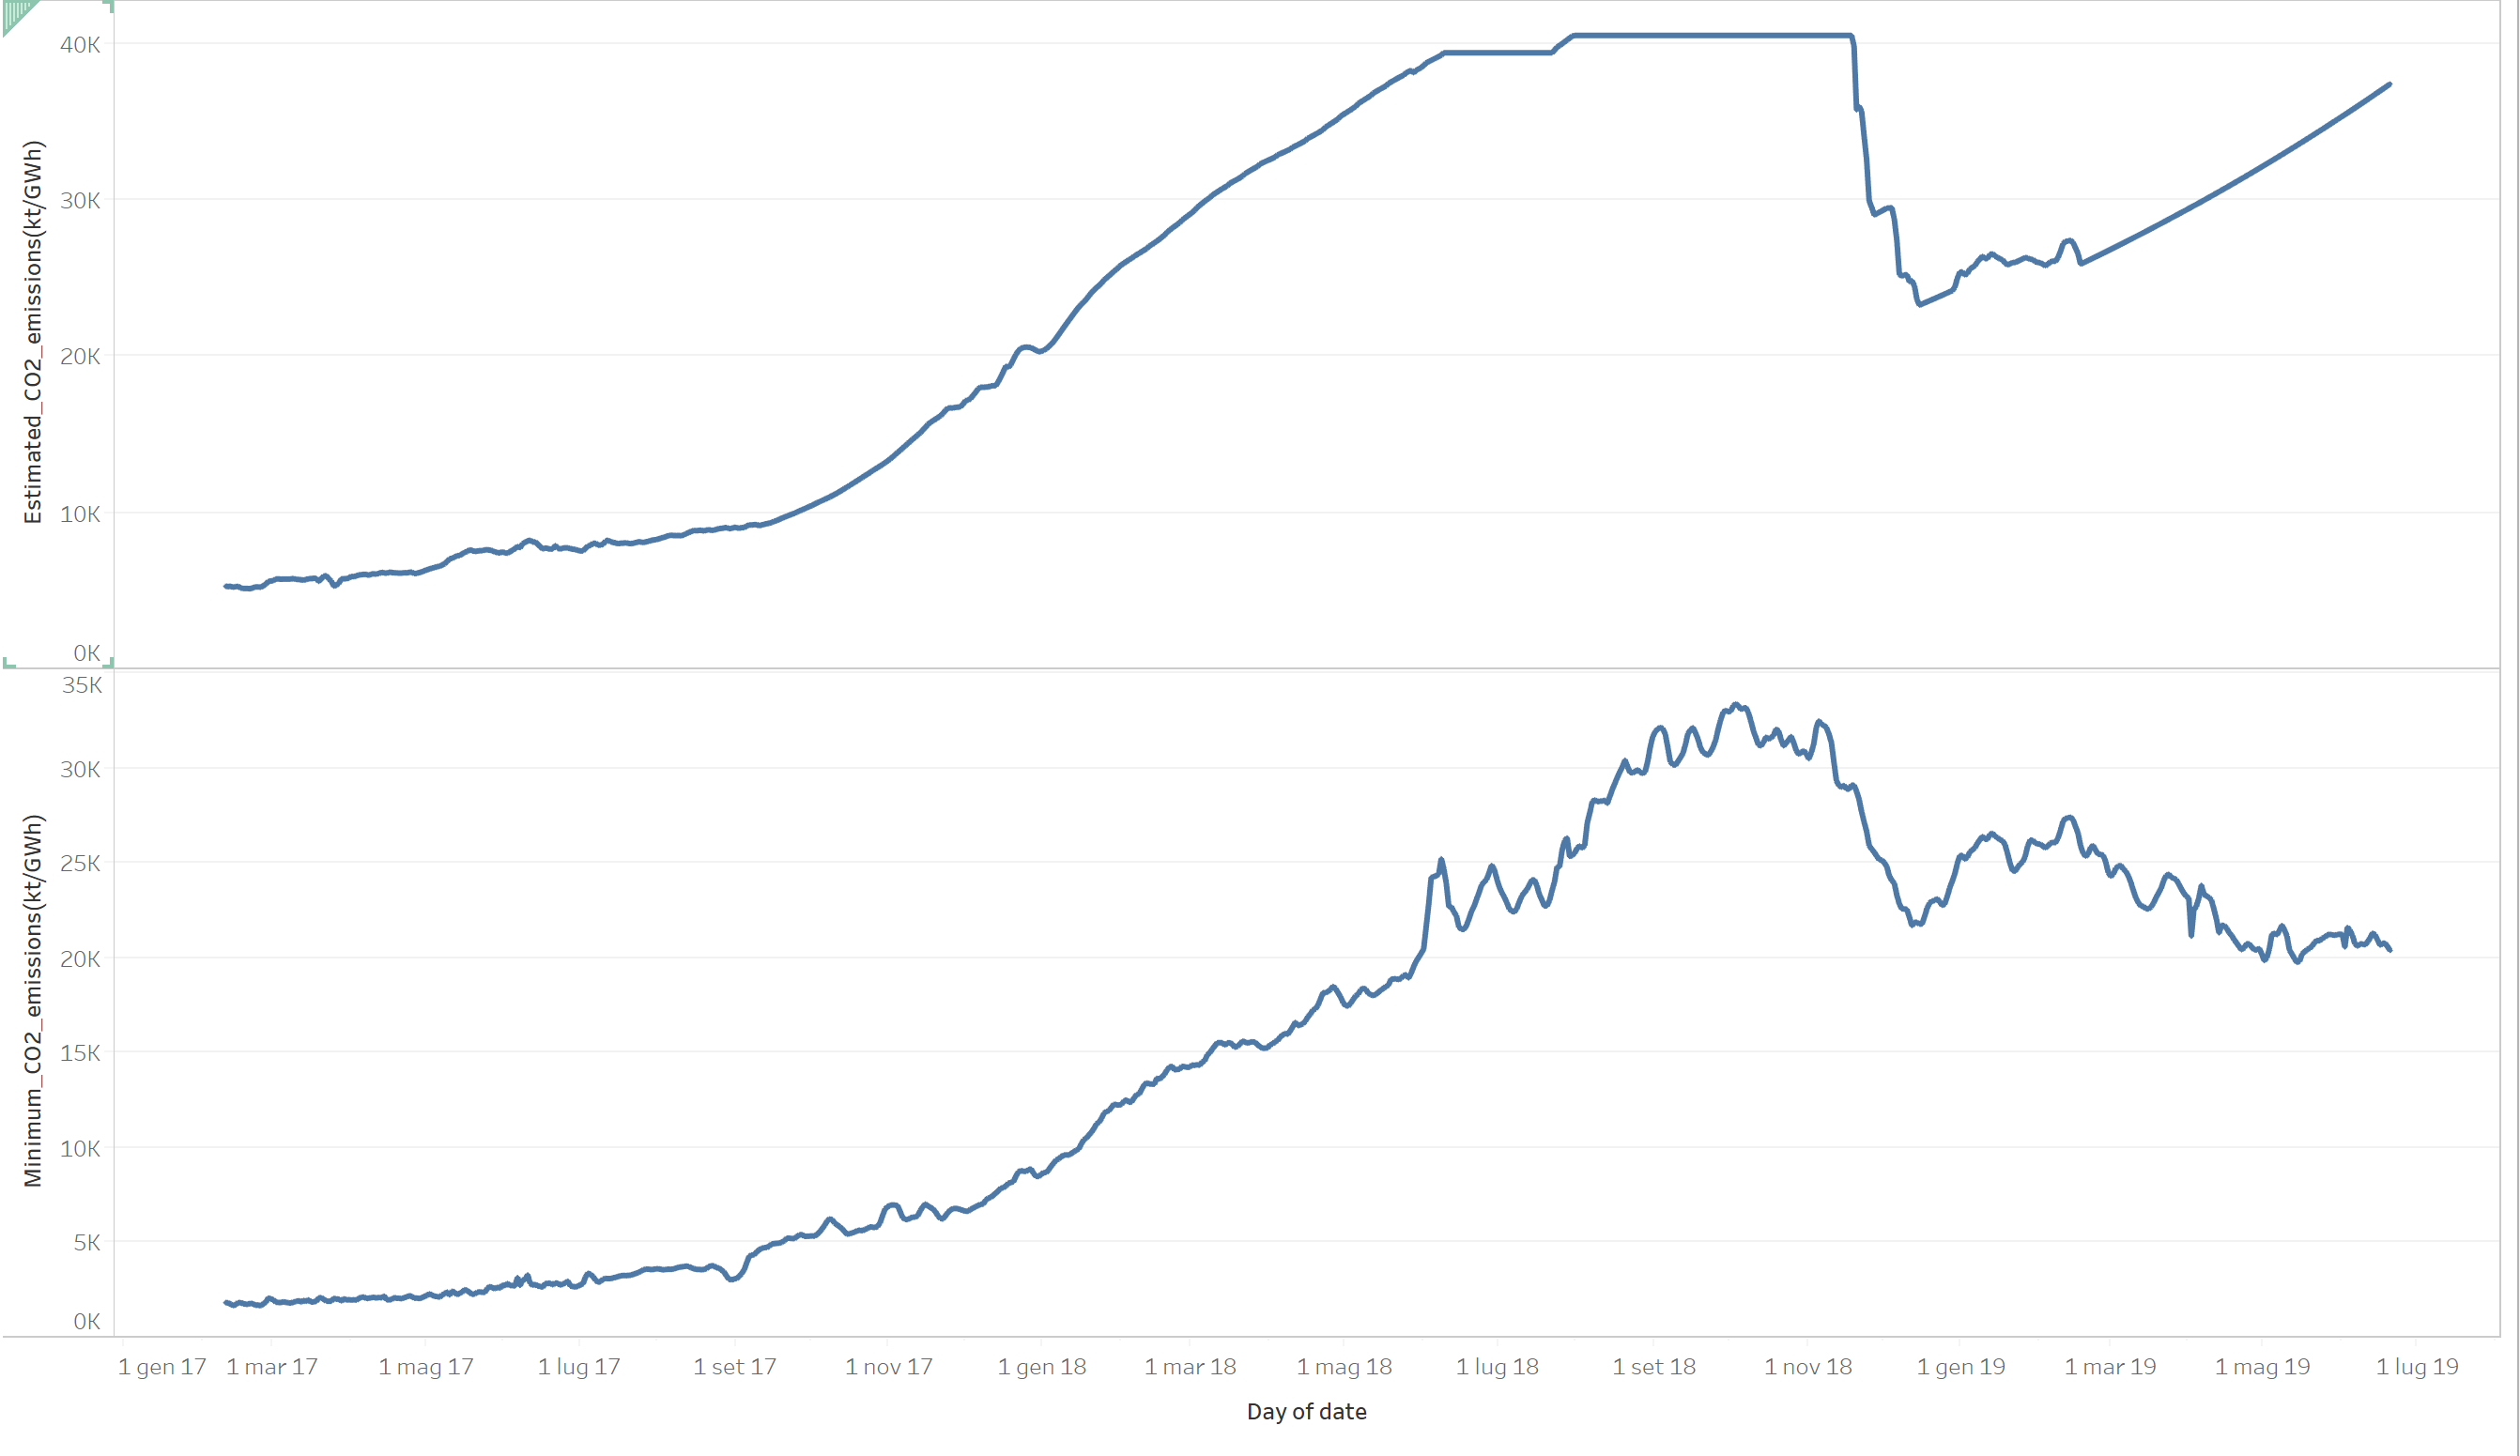 Estimated_CO2_emissions(kt/GWh)
40K
30K
20K
10K
0K
Minimum_CO2_emissions(kt/GWh)
35K
30K
25K
20K
15K
10K
5K
0K
1 gen 17 1 mar 17 1 mag 17 1 lug 17 1 set 17 1 nov 17 1 gen 18 1 mar 18 1 mag 18 1 lug 18 1 set 18 1 nov 18 1 gen 19 1 mar 19 1 mag 19 1 lug 19
Day of date